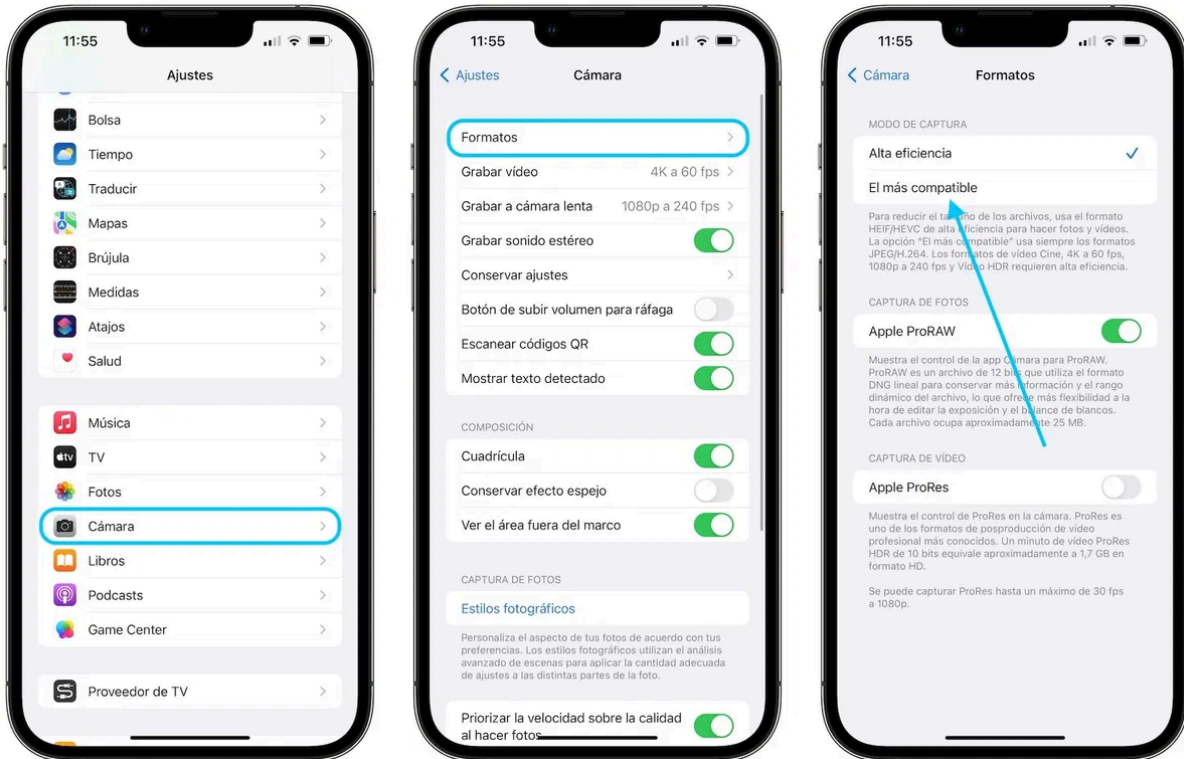 11:55
Ajustes
Bolsa
Tiempo
Traducir
Mapas
Brújula
Medidas
Atajos
Salud
Música
tv
TV
Fotos
Cámara
Libros
Podcasts
Game Center
Proveedor de TV
11:55
Ajustes
Cámara
Formatos
Grabar vídeo 4K a 60 fps
Grabar a cámara lenta 1080p a 240 fps
Grabar sonido estéreo
Conservar ajustes
Botón de subir volumen para ráfaga
Escanear códigos QR
Mostrar texto detectado
COMPOSICIÓN
Cuadrícula
Conservar efecto espejo
Ver el área fuera del marco
CAPTURA DE FOTOS
Estilos fotográficos
Personaliza el aspecto de tus fotos de acuerdo con tus
preferencias. Los estilos fotográficos utilizan el análisis
avanzado de escenas para aplicar la cantidad adecuada
de ajustes a las distintas partes de la foto.
Priorizar la velocidad sobre la calidad
al hacer fotos
11:55
Cámara
Formatos
MODO DE CAPTURA
Alta eficiencia
El más compatible
Para reducir el tamaño de los archivos, usa el formato
HEIF/HEVC de alta eficiencia para hacer fotos y vídeos.
La opción "El más compatible" usa siempre los formatos
JPEG/H.264. Los formatos de vídeo Cine, 4K a 60 fps,
1080p a 240 fps y Vídeo HDR requieren alta eficiencia.
CAPTURA DE FOTOS
Apple ProRAW
Muestra el control de la app Cámara para ProRAW.
ProRAW es un archivo de 12 bits que utiliza el formato
DNG lineal para conservar más información y el rango
dinámico del archivo, lo que ofrece más flexibilidad a la
hora de editar la exposición y el balance de blancos.
Cada archivo ocupa aproximadamente 25 MB.
CAPTURA DE VÍDEO
Apple ProRes
Muestra el control de ProRes en la cámara. ProRes es
uno de los formatos de posproducción de vídeo
profesional más conocidos. Un minuto de vídeo ProRes
HDR de 10 bits equivale aproximadamente a 1,7 GB en
formato HD.
Se puede capturar ProRes hasta un máximo de 30 fps
a 1080p.